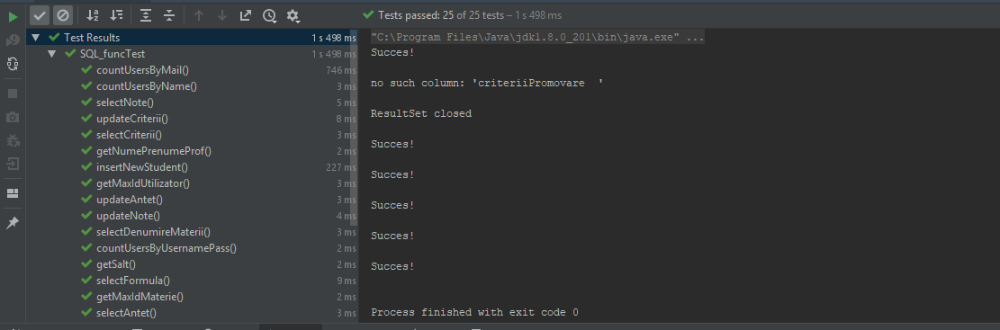 Tests passed: 25 of 25 tests – 1 s 498 ms
Test Results 1 s 498 ms
SQL_funcTest 1 s 498 ms
countUsersByMail() 746 ms
countUsersByName() 3 ms
selectNote() 5 ms
updateCriterii() 8 ms
selectCriterii() 3 ms
getNumePrenumeProf() 2 ms
insertNewStudent() 227 ms
getMaxIdUtilizator() 3 ms
updateAntet() 3 ms
updateNote() 4 ms
selectDenumireMaterii() 3 ms
countUsersByUsernamePass() 2 ms
getSalt() 2 ms
selectFormula() 9 ms
getMaxIdMaterie() 2 ms
selectAntet() 3 ms
"C:\Program Files\Java\jdk1.8.0_201\bin\java.exe" ...
Succes!
no such column: 'criteriiPromovare  '
ResultSet closed
Succes!
Succes!
Succes!
Succes!
Succes!
Process finished with exit code 0